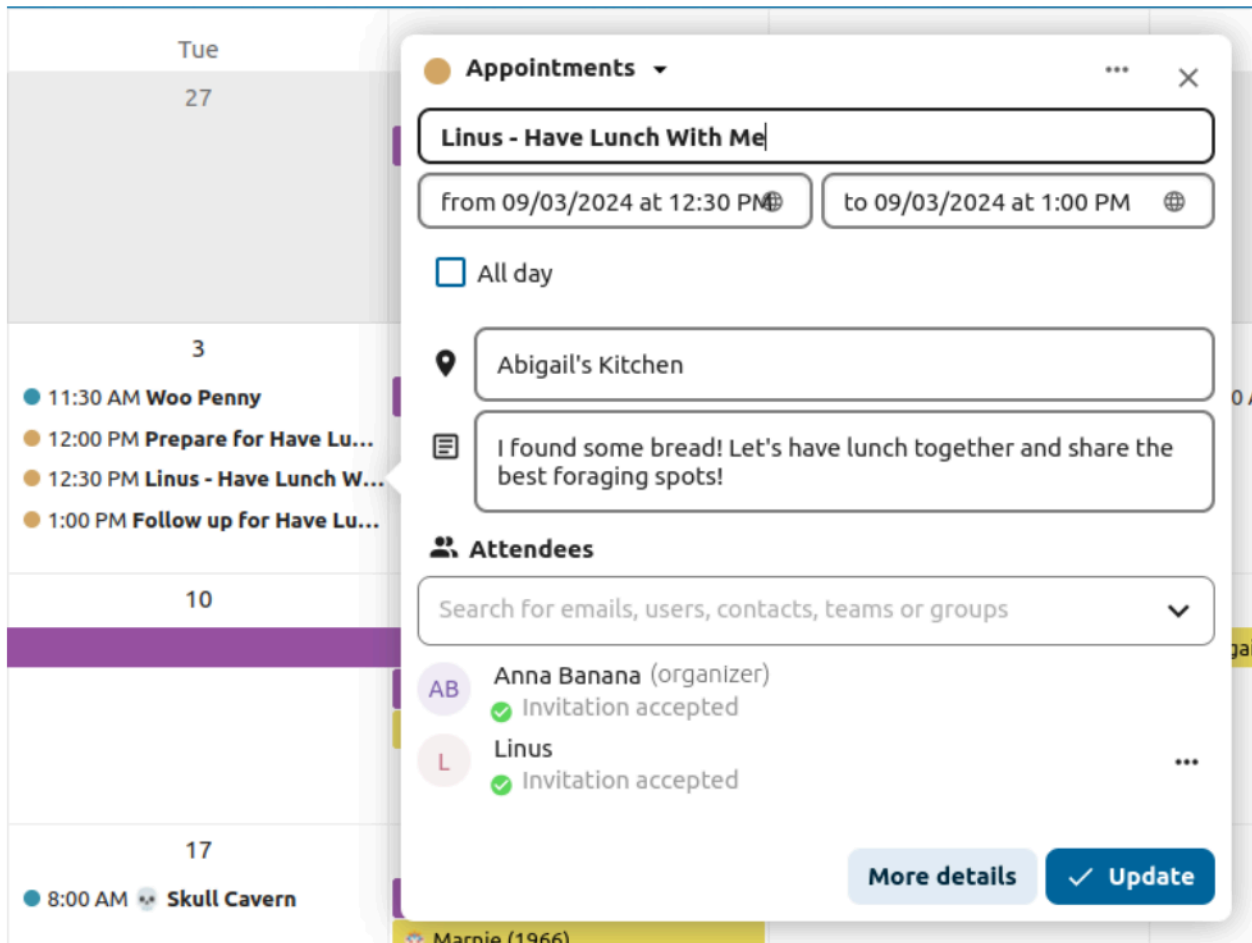 Tue
27
3
11:30 AM Woo Penny
12:00 PM Prepare for Have Lu...
12:30 PM Linus - Have Lunch W...
1:00 PM Follow up for Have Lu...
10
17
8:00 AM 💀 Skull Cavern
Appointments
Linus - Have Lunch With Me
from 09/03/2024 at 12:30 PM
to 09/03/2024 at 1:00 PM
All day
Abigail's Kitchen
I found some bread! Let's have lunch together and share the
best foraging spots!
Attendees
Search for emails, users, contacts, teams or groups
AB
Anna Banana (organizer)
Invitation accepted
L
Linus
Invitation accepted
More details
Update
Marnie (1966)